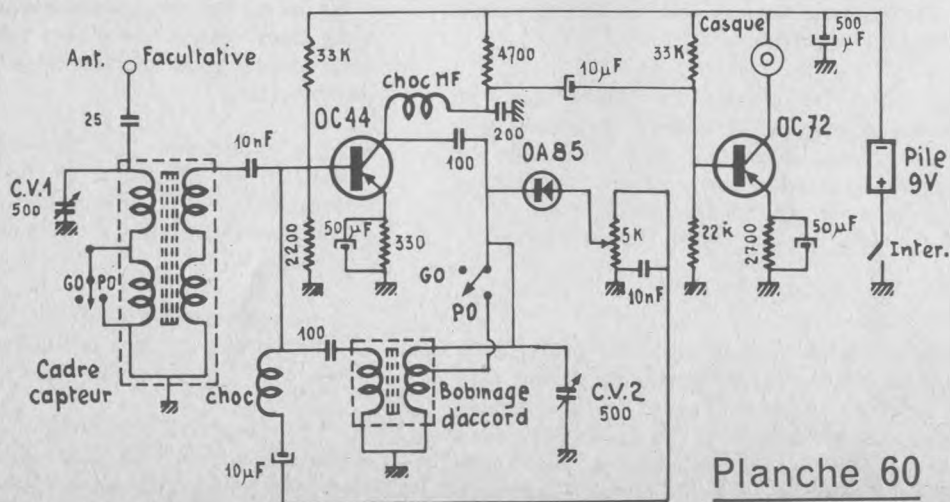 Ant.
Facultative
25
C.V.1
500
GO
PO
Cadre
capteur
10nF
33K
2200
OC44
50µF
330
choc HF
100
4700
200
10µF
OA85
GO
PO
5K
10nF
choc
100
10µF
Bobinage
d'accord
C.V.2
500
33K
22K
Casque
OC72
2700
50µF
500
µF
Pile
9V
Inter.
Planche 60